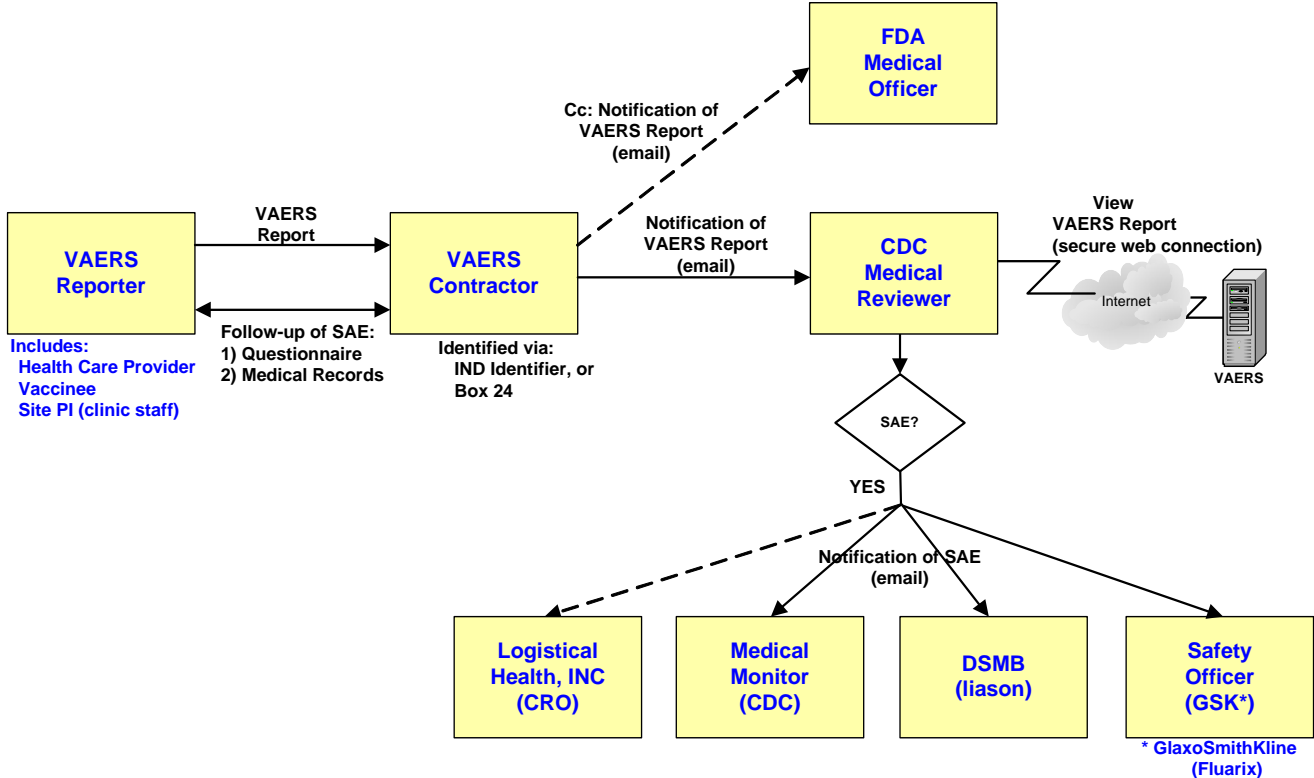 FDA
Medical
Officer
Cc: Notification of
VAERS Report
(email)
VAERS
Reporter
VAERS
Report
VAERS
Contractor
Notification of
VAERS Report
(email)
CDC
Medical
Reviewer
View
VAERS Report
(secure web connection)
Internet
VAERS
Includes:
Health Care Provider
Vaccinee
Site PI (clinic staff)
Follow-up of SAE:
1) Questionnaire
2) Medical Records
Identified via:
IND Identifier, or
Box 24
SAE?
YES
Notification of SAE
(email)
Logistical
Health, INC
(CRO)
Medical
Monitor
(CDC)
DSMB
(liason)
Safety
Officer
(GSK*)
* GlaxoSmithKline
(Fluarix)